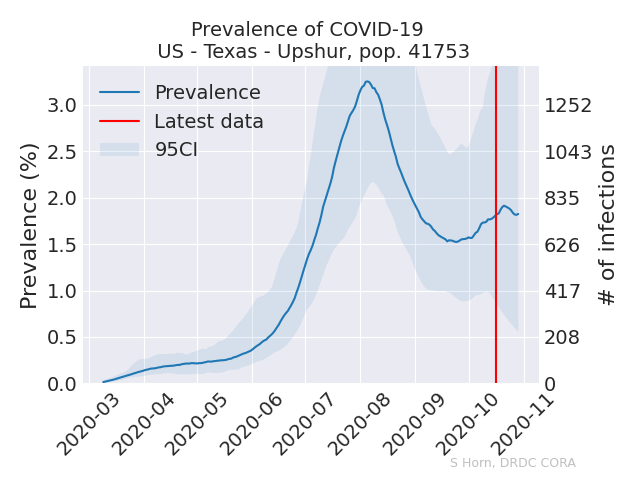 Prevalence of COVID-19
US - Texas - Upshur, pop. 41753
Prevalence
Latest data
95CI
Prevalence (%)
3.0
2.5
2.0
1.5
1.0
0.5
0.0
1252
1043
835
626
417
208
0
# of infections
2020-03
2020-04
2020-05
2020-06
2020-07
2020-08
2020-09
2020-10
2020-11
S Horn, DRDC CORA